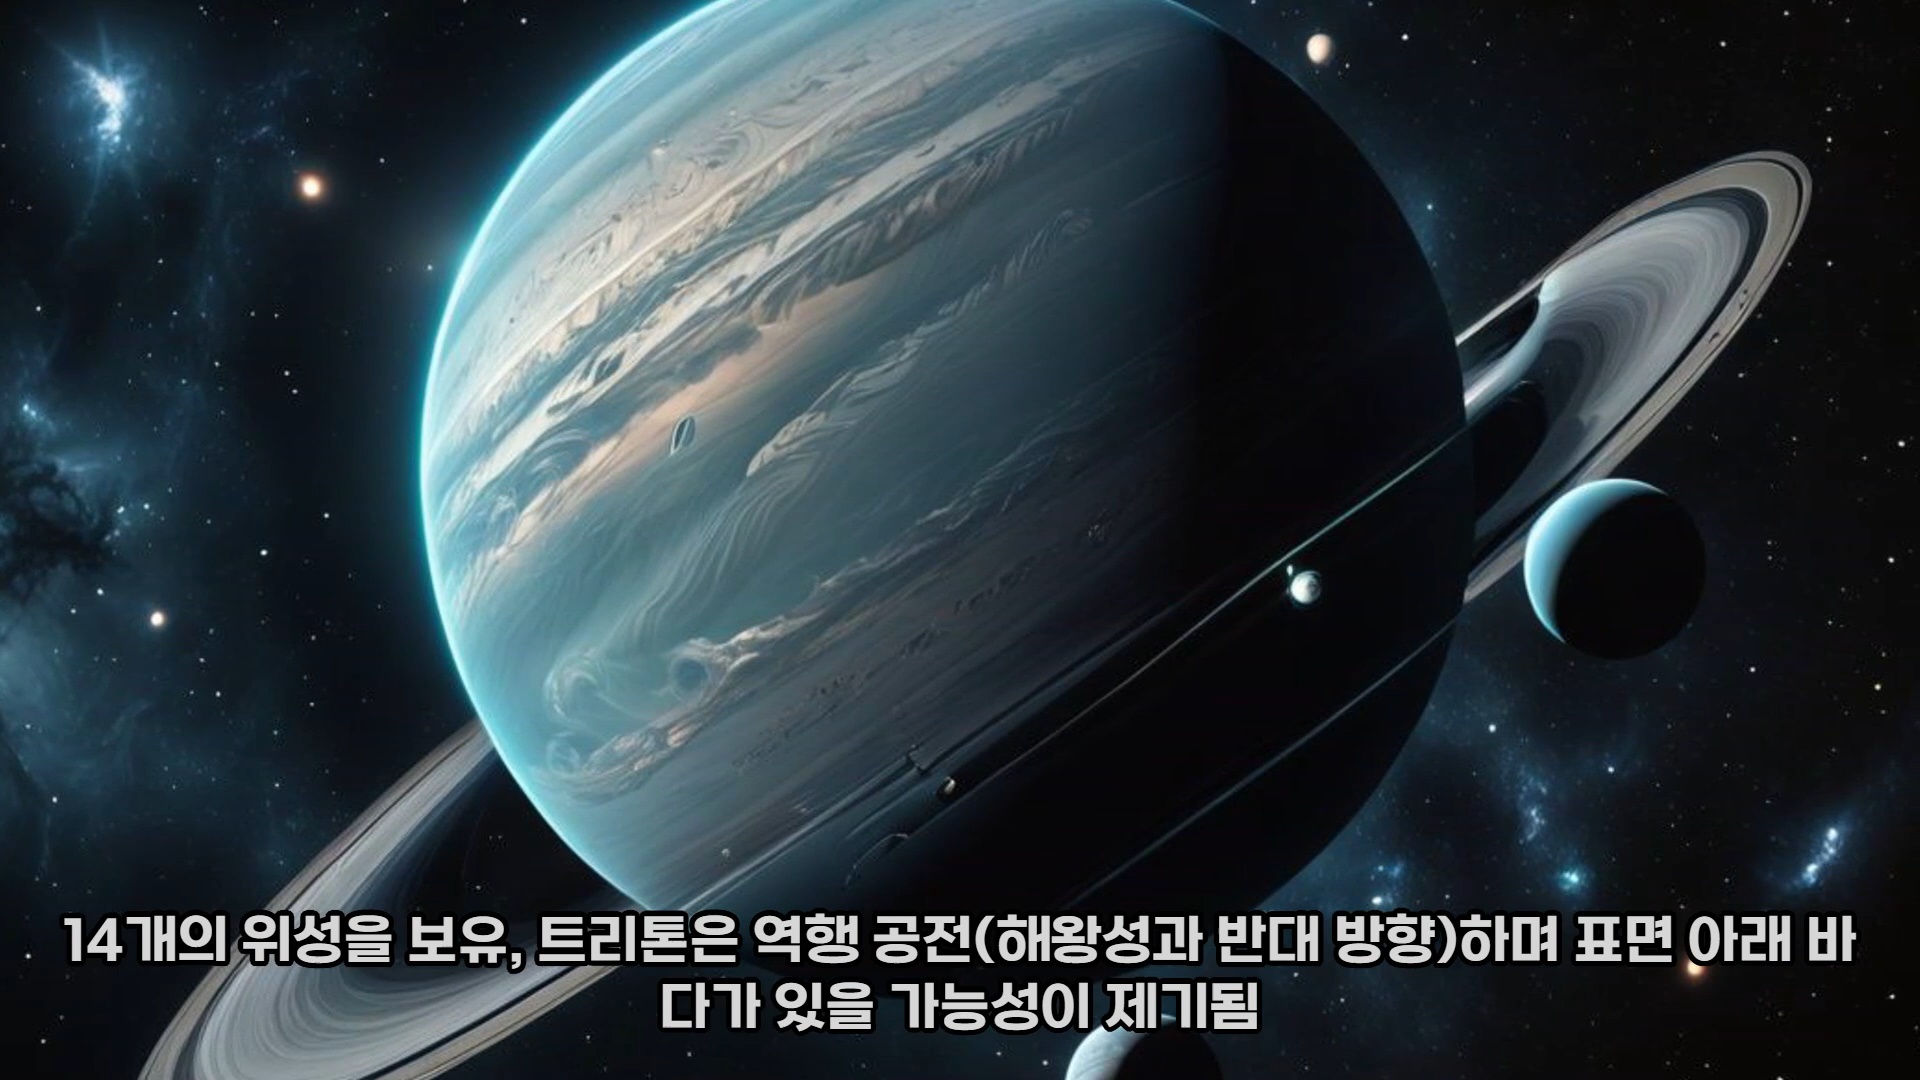 14개의 위성을 보유, 트리톤은 역행 공전(해왕성과 반대 방향)하며 표면 아래 바
다가 있을 가능성이 제기됨